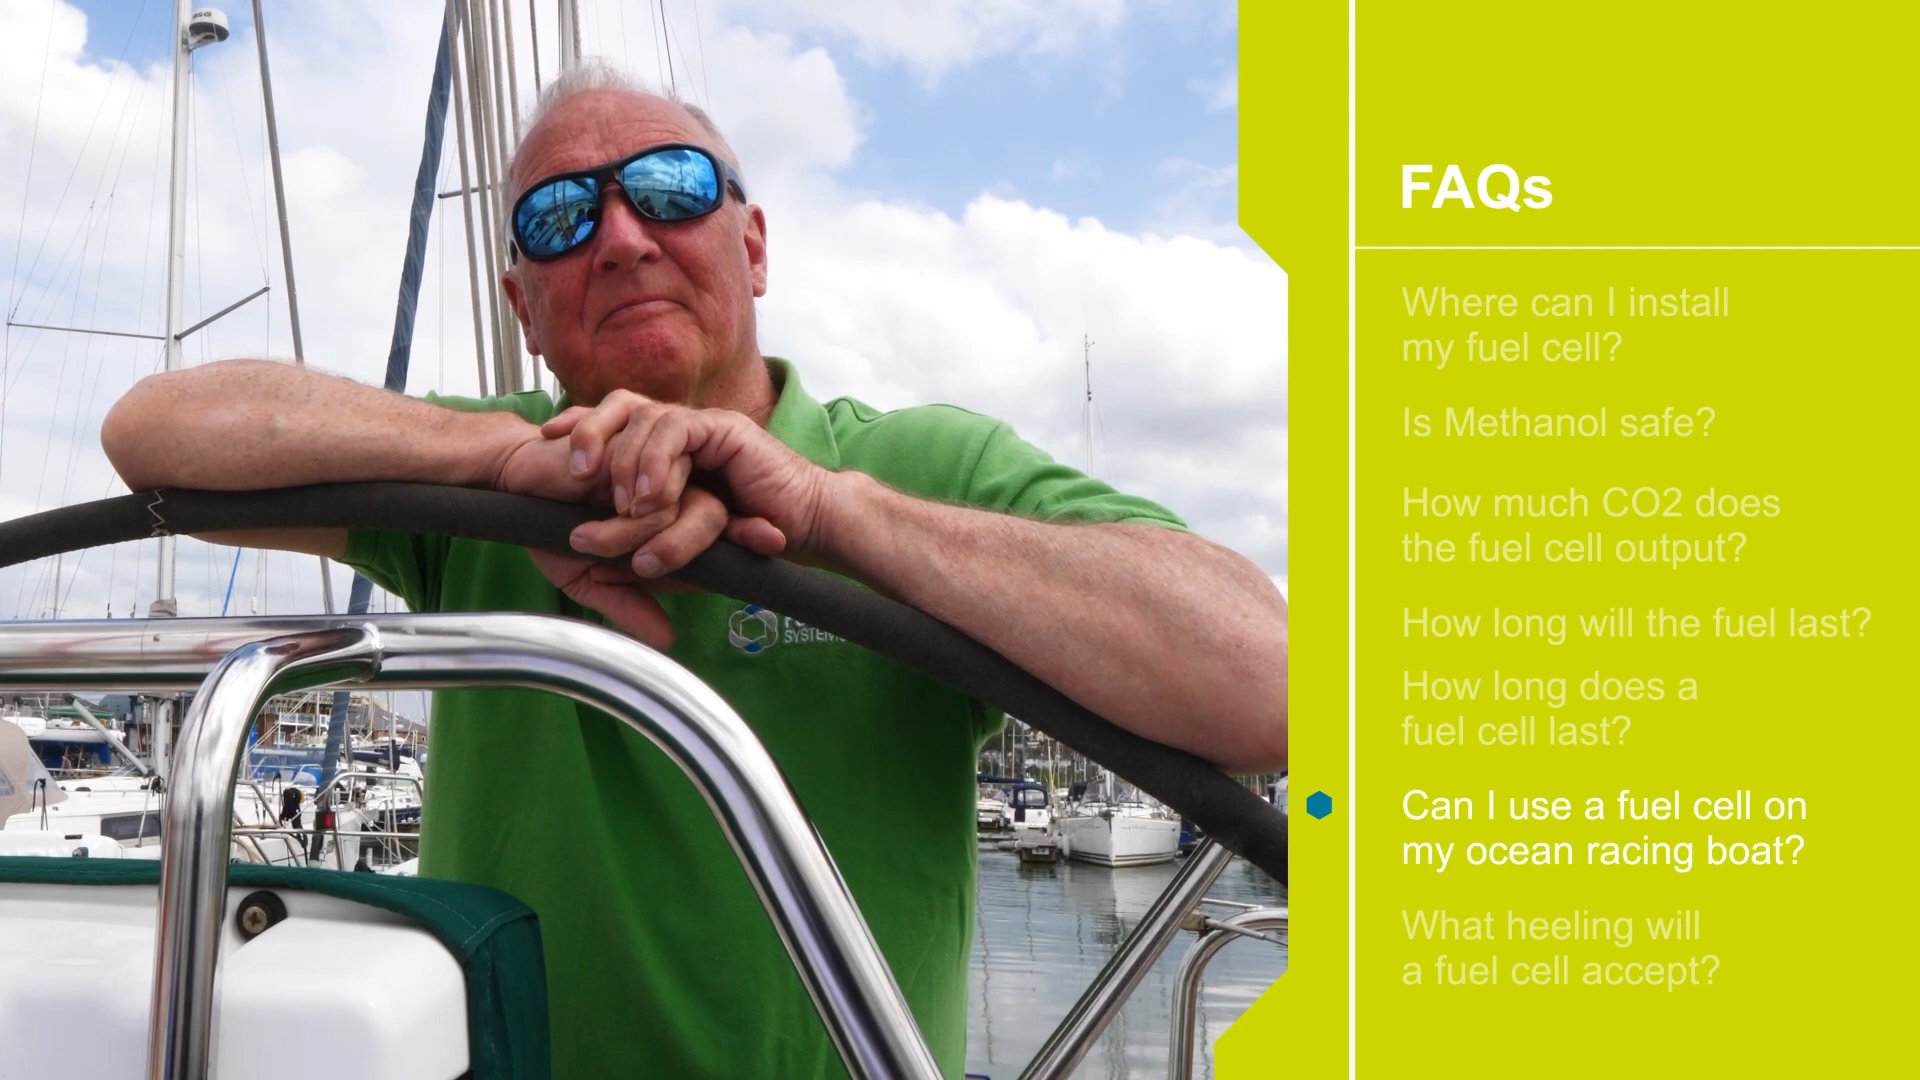 FAQs
Where can I install
my fuel cell?
Is Methanol safe?
How much CO2 does
the fuel cell output?
How long will the fuel last?
How long does a
fuel cell last?
Can I use a fuel cell on
my ocean racing boat?
What heeling will
a fuel cell accept?
SYSTEMS